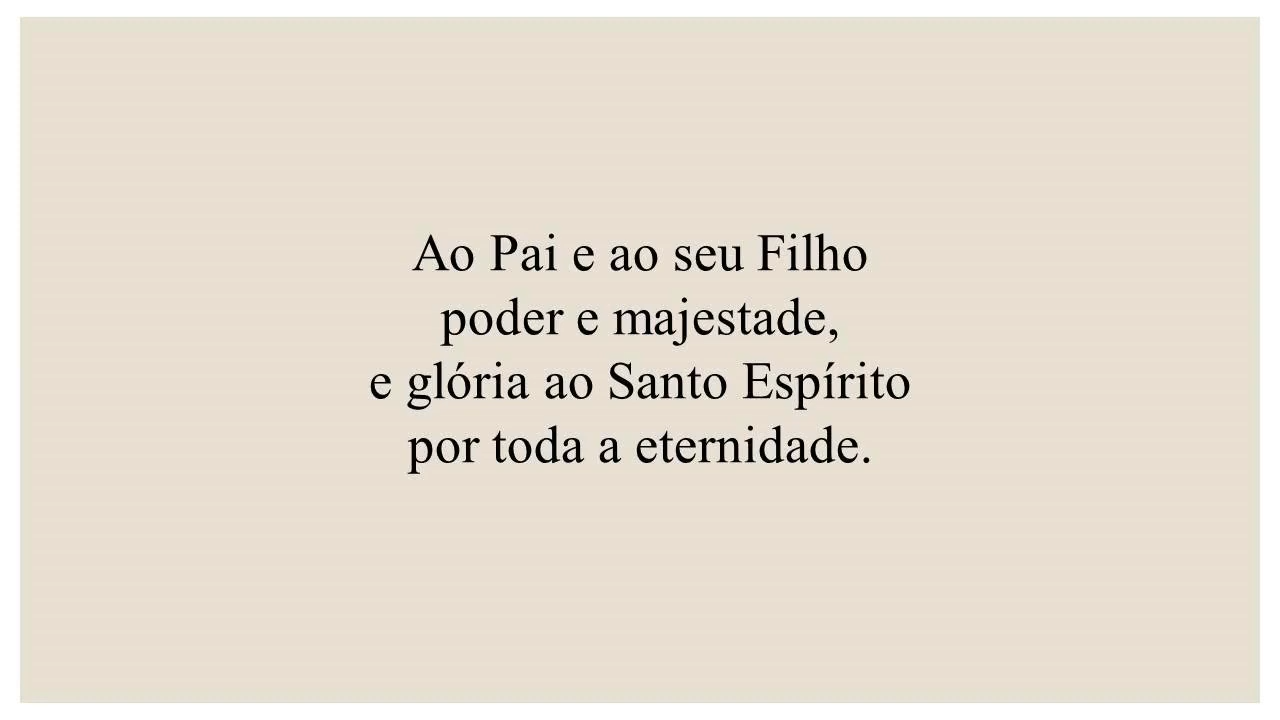 Ao Pai e ao seu Filho
poder e majestade,
e glória ao Santo Espírito
por toda a eternidade.